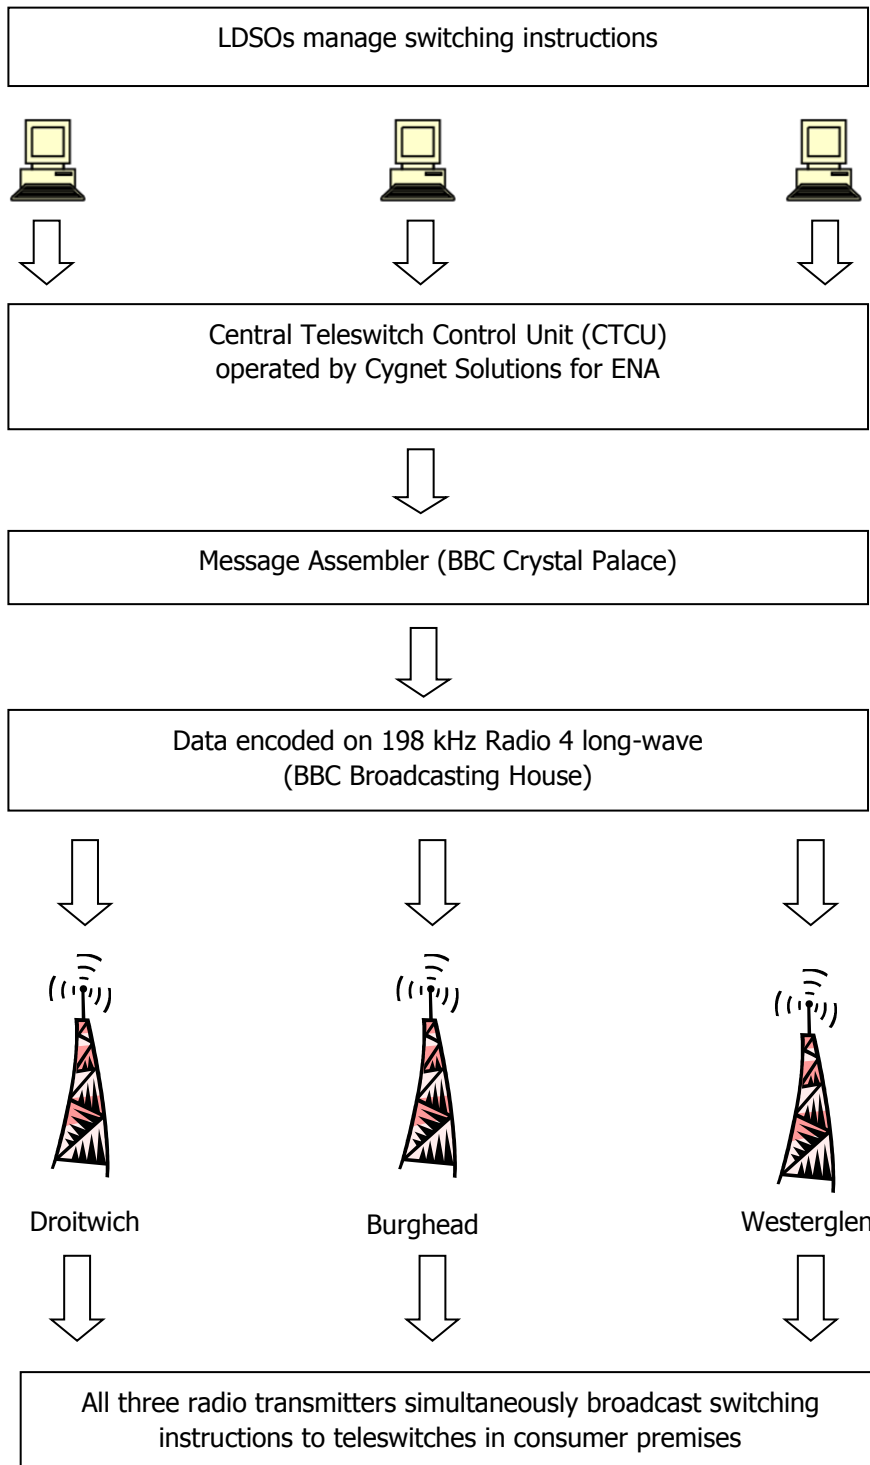 LDSOs manage switching instructions
Central Teleswitch Control Unit (CTCU)
operated by Cygnet Solutions for ENA
Message Assembler (BBC Crystal Palace)
Data encoded on 198 kHz Radio 4 long-wave
(BBC Broadcasting House)
Droitwich
Burghead
Westerglen
All three radio transmitters simultaneously broadcast switching
instructions to teleswitches in consumer premises